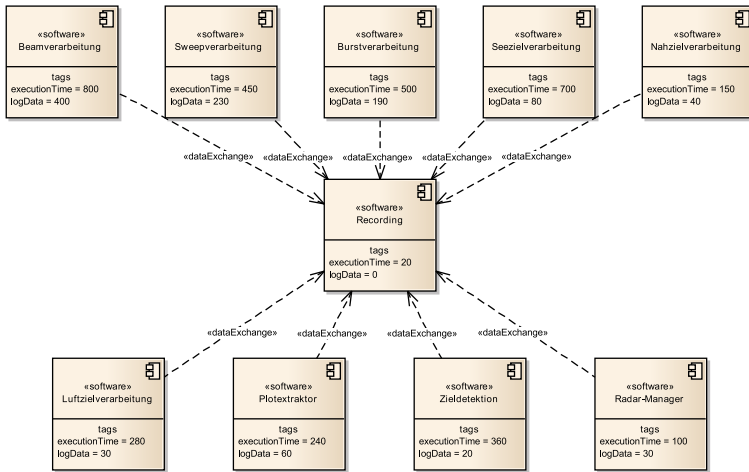 «software»
Beamverarbeitung
tags
executionTime = 800
logData = 400
«software»
Sweepverarbeitung
tags
executionTime = 450
logData = 230
«software»
Burstverarbeitung
tags
executionTime = 500
logData = 190
«software»
Seezielverarbeitung
tags
executionTime = 700
logData = 80
«software»
Nahzielverarbeitung
tags
executionTime = 150
logData = 40
«dataExchange»
«dataExchange»
«dataExchange»
«dataExchange»
«dataExchange»
«software»
Recording
tags
executionTime = 20
logData = 0
«dataExchange»
«dataExchange»
«dataExchange»
«dataExchange»
«software»
Luftzielverarbeitung
tags
executionTime = 280
logData = 30
«software»
Plotextraktor
tags
executionTime = 240
logData = 60
«software»
Zieldetektion
tags
executionTime = 360
logData = 20
«software»
Radar-Manager
tags
executionTime = 100
logData = 30